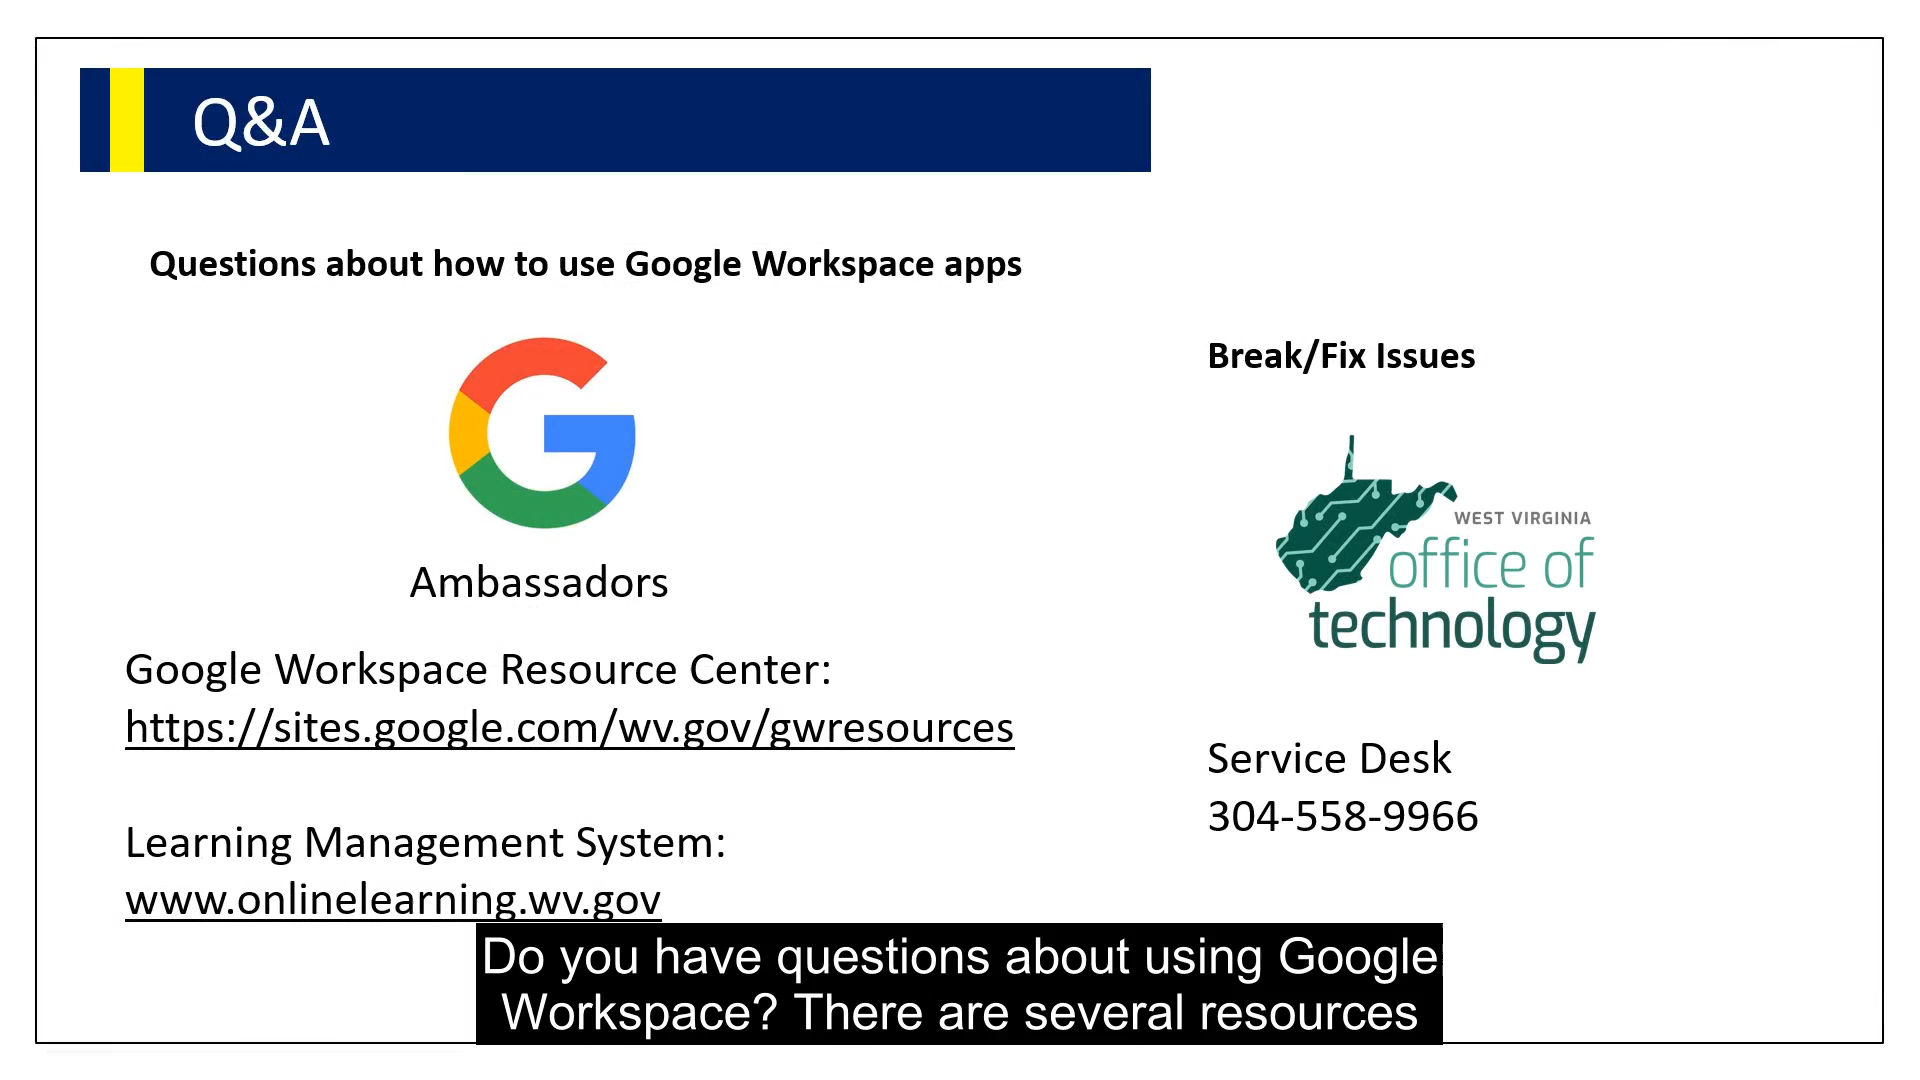 Q&A
Questions about how to use Google Workspace apps
Ambassadors
Google Workspace Resource Center:
https://sites.google.com/wv.gov/gwresources
Learning Management System:
www.onlinelearning.wv.gov
Break/Fix Issues
WEST VIRGINIA
office of
technology
Service Desk
304-558-9966
Do you have questions about using Google
Workspace? There are several resources